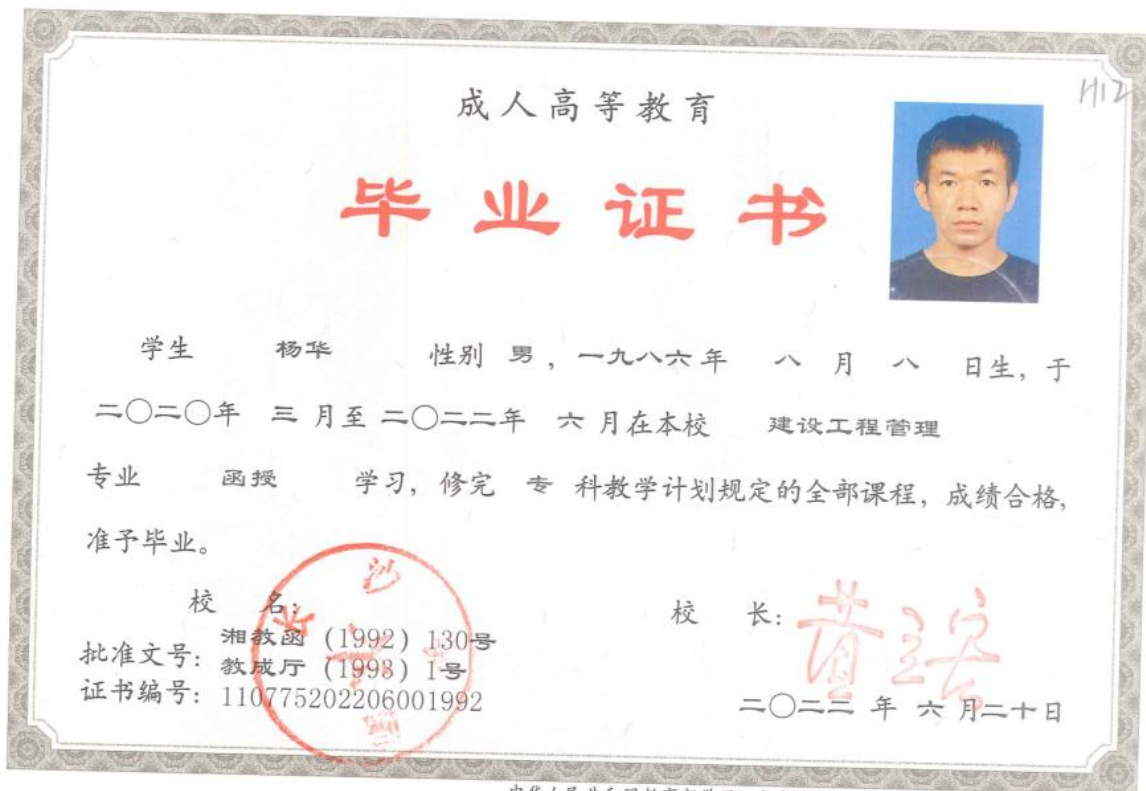 成人高等教育
H12
毕业证书
学生 杨华 性别 男，一九八六年 八 月 八 日生，于
二〇二〇年 三 月至二〇二二年 六 月在本校 建设工程管理
专业 函授 学习，修完 专 科教学计划规定的全部课程，成绩合格，
准予毕业。
校 名：
校 长：
批准文号：湘教函（1992）130号
教成厅（1993）1号
证书编号：110775202206001992
二〇二二 年 六 月二十日
长沙